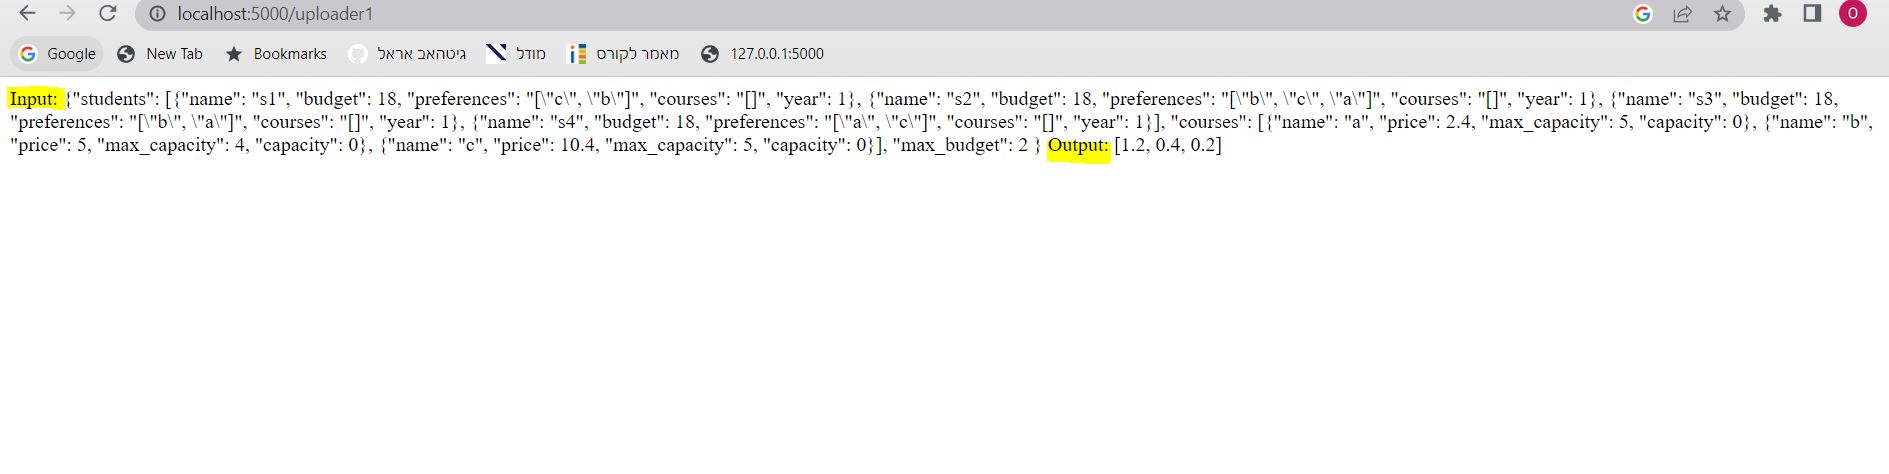 localhost:5000/uploader1
O
Google New Tab Bookmarks גיטהאב אראל מודל מאמר לקורס 127.0.0.1:5000
Input: {"students": [{"name": "s1", "budget": 18, "preferences": "[\"c\", \"b\"]", "courses": "[]", "year": 1}, {"name": "s2", "budget": 18, "preferences": "[\"b\", \"c\", \"a\"]", "courses": "[]", "year": 1}, {"name": "s3", "budget": 18,
"preferences": "[\"b\", \"a\"]", "courses": "[]", "year": 1}, {"name": "s4", "budget": 18, "preferences": "[\"a\", \"c\"]", "courses": "[]", "year": 1}], "courses": [{"name": "a", "price": 2.4, "max_capacity": 5, "capacity": 0}, {"name": "b",
"price": 5, "max_capacity": 4, "capacity": 0}, {"name": "c", "price": 10.4, "max_capacity": 5, "capacity": 0}], "max_budget": 2 } Output: [1.2, 0.4, 0.2]